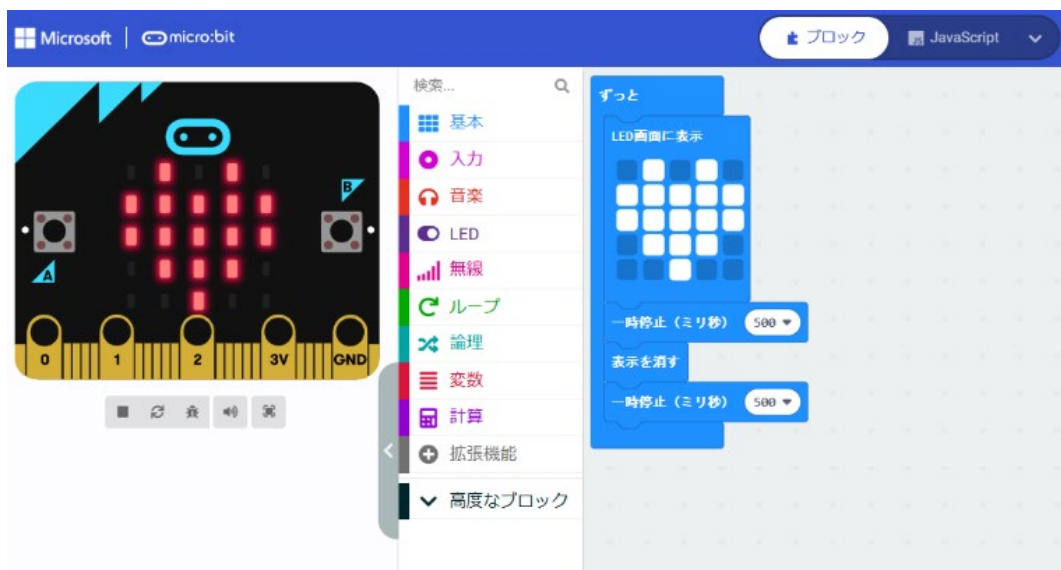 Microsoft micro:bit
ブロック JavaScript
検索...
基本
入力
音楽
LED
無線
ループ
論理
変数
計算
拡張機能
高度なブロック
B
A
0 1 2 3V GND
ずっと
LED画面に表示
一時停止（ミリ秒） 500
表示を消す
一時停止（ミリ秒） 500